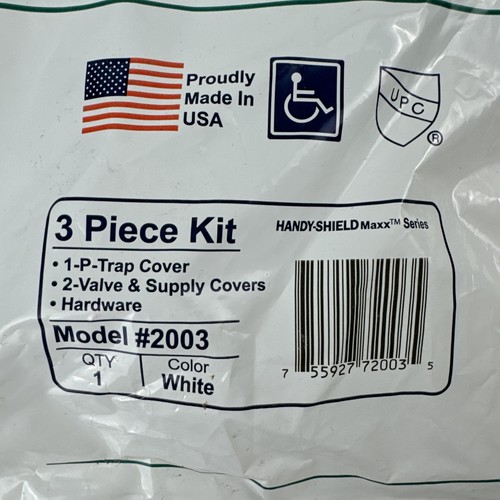 Proudly
Made In
USA
UPC
®
3 Piece Kit
HANDY-SHIELD Maxx™ Series
• 1-P-Trap Cover
• 2-Valve & Supply Covers
• Hardware
Model #2003
QTY
1
Color
White
7 55927 72003 5